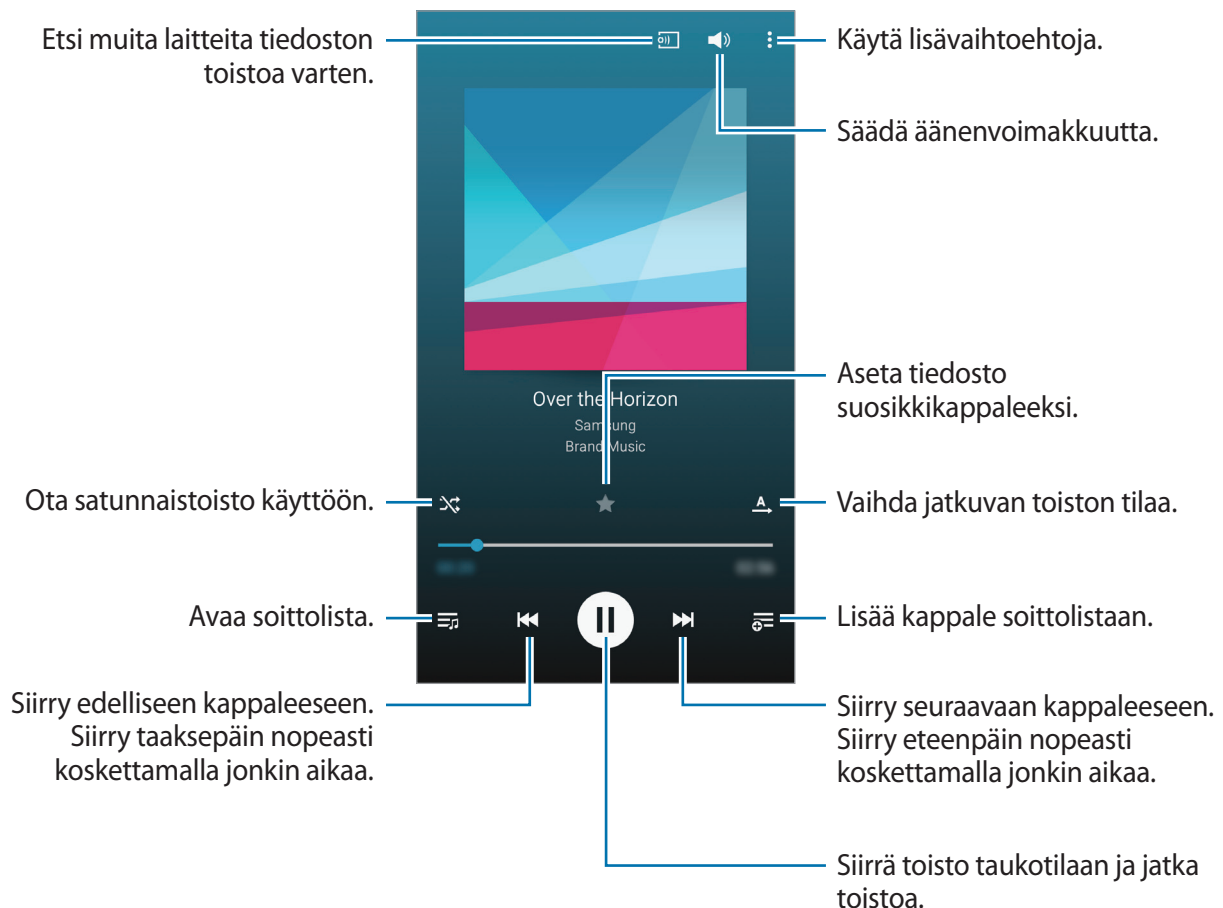 Etsi muita laitteita tiedoston
toistoa varten.
Käytä lisävaihtoehtoja.
Säädä äänenvoimakkuutta.
Aseta tiedosto
suosikkikappaleeksi.
Over the Horizon
Samsung
Brand Music
Ota satunnaistoisto käyttöön.
A
Vaihda jatkuvan toiston tilaa.
Avaa soittolista.
Lisää kappale soittolistaan.
Siirry edelliseen kappaleeseen.
Siirry taaksepäin nopeasti
koskettamalla jonkin aikaa.
Siirry seuraavaan kappaleeseen.
Siirry eteenpäin nopeasti
koskettamalla jonkin aikaa.
Siirrä toisto taukotilaan ja jatka
toistoa.